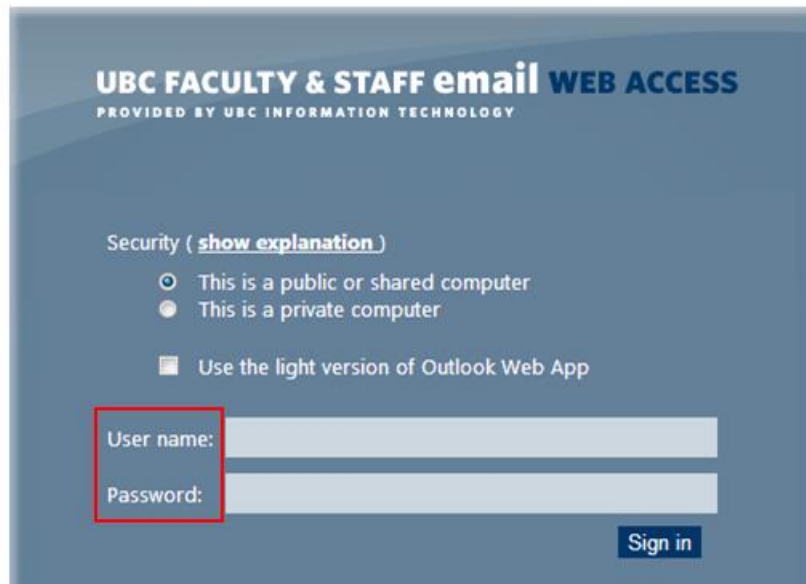 UBC FACULTY & STAFF email WEB ACCESS
PROVIDED BY UBC INFORMATION TECHNOLOGY
Security ( show explanation )
This is a public or shared computer
This is a private computer
Use the light version of Outlook Web App
User name:
Password:
Sign in